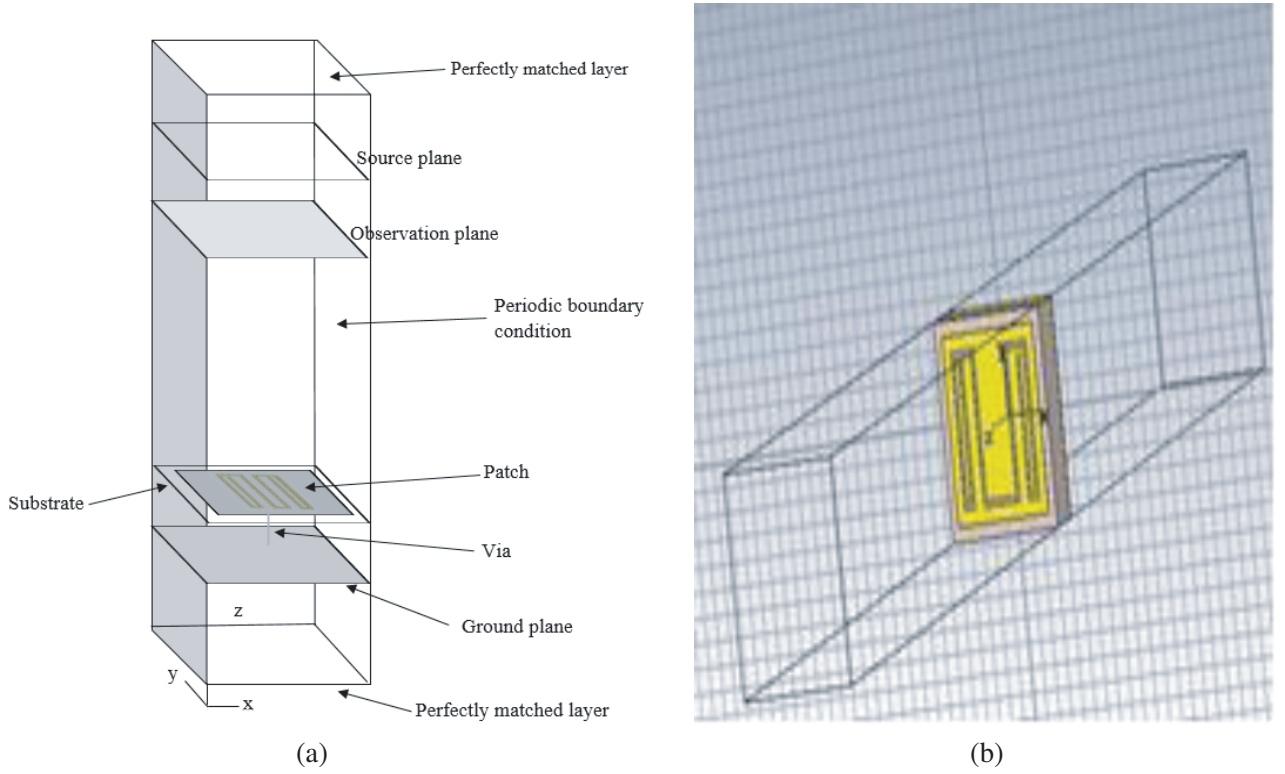 Perfectly matched layer
Source plane
Observation plane
Periodic boundary
condition
Patch
Substrate
Via
z
Ground plane
y
x
Perfectly matched layer
(a)
(b)